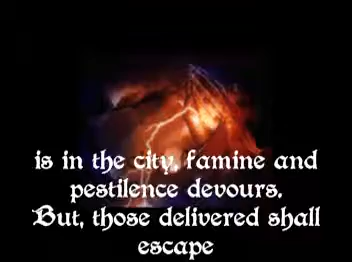 is in the city, famine and
pestilence devours.
But, those delivered shall
escape